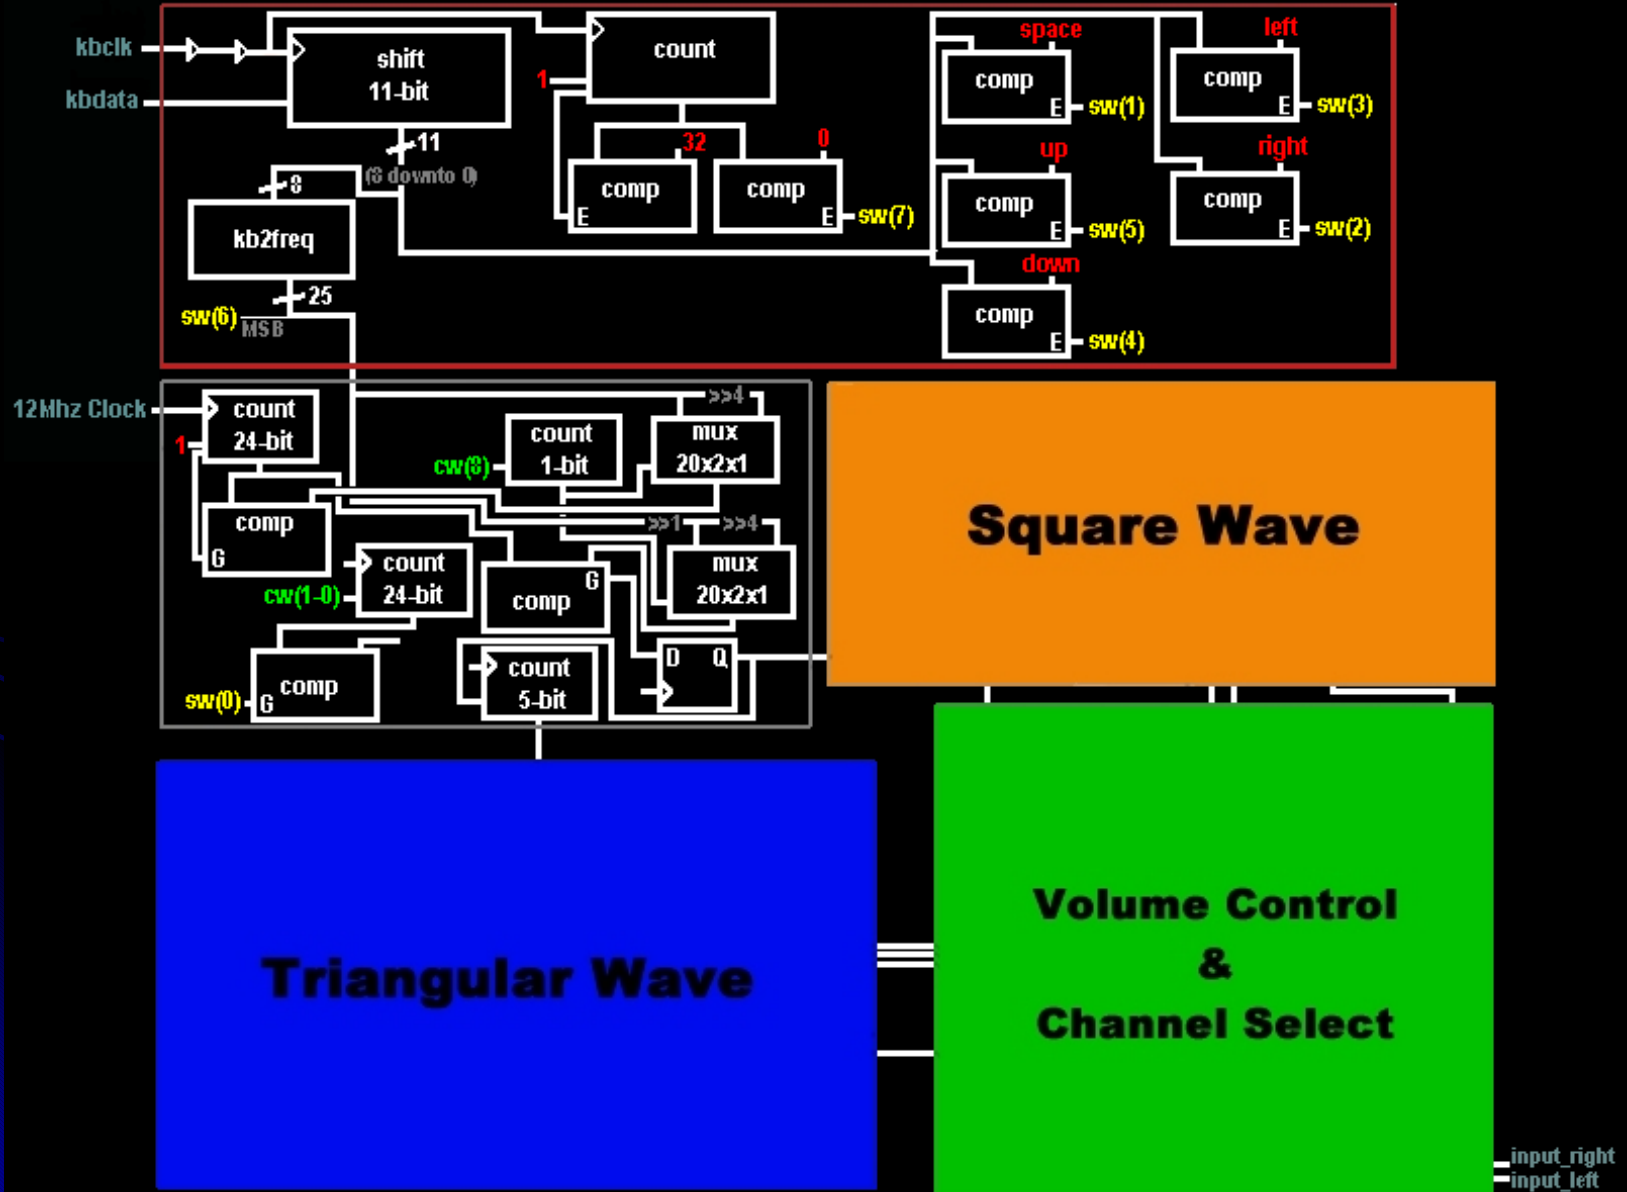 kbclk
kbdata
shift
11-bit
11
(8 downto 0)
8
kb2freq
25
sw(6)
MSB
count
1
32
0
comp
E
comp
E
sw(7)
space
comp
E
sw(1)
left
comp
E
sw(3)
up
comp
E
sw(5)
right
comp
E
sw(2)
down
comp
E
sw(4)
12Mhz Clock
count
24-bit
1
comp
G
cw(8)
count
1-bit
>>4
mux
20x2x1
>>1
>>4
mux
20x2x1
count
24-bit
cw(1-0)
G
comp
sw(0)
G
comp
count
5-bit
D Q
Square Wave
Triangular Wave
Volume Control
&
Channel Select
input_right
input_left